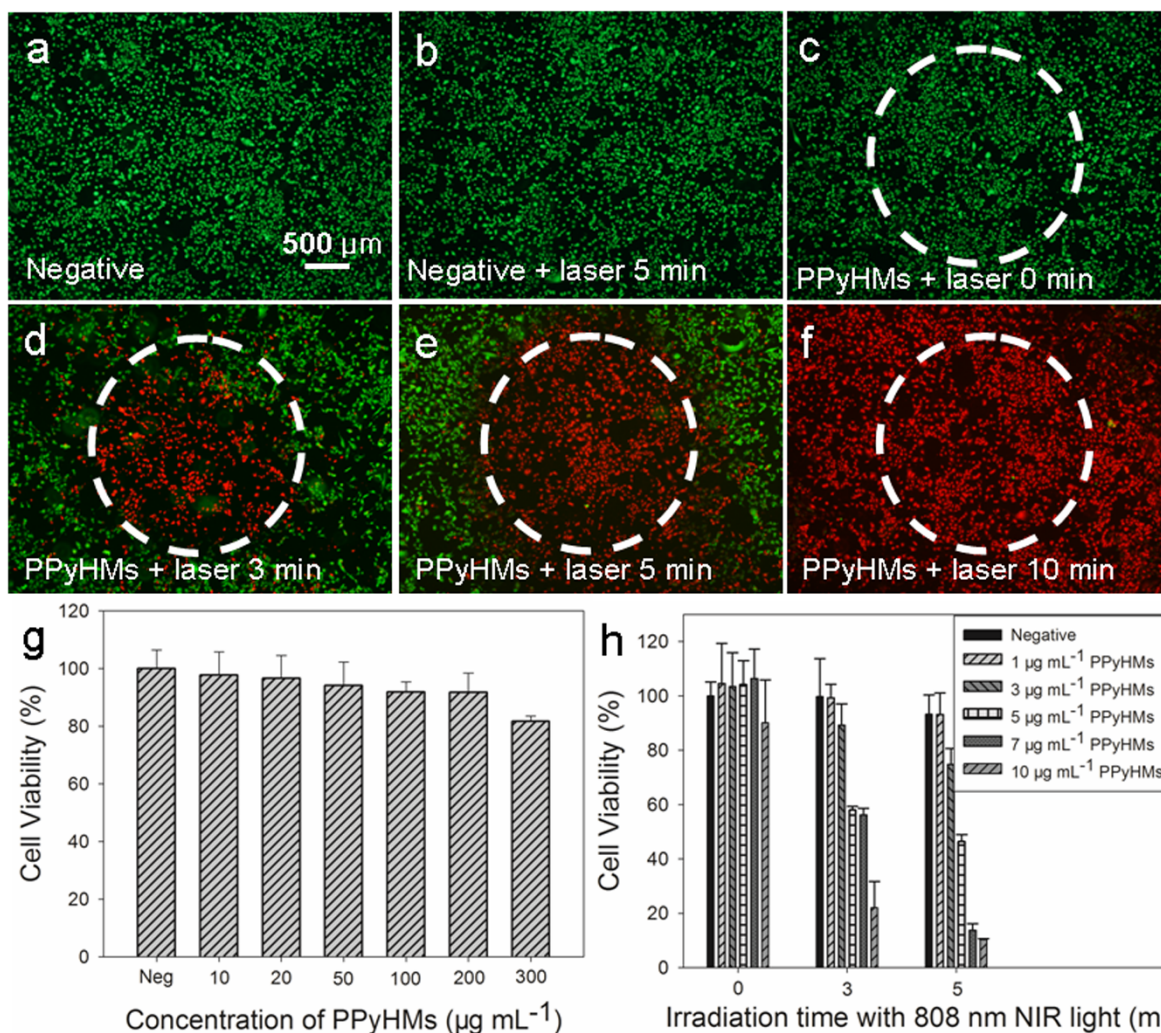 a
Negative
500 µm
b
Negative + laser 5 min
c
PPyHMs + laser 0 min
d
PPyHMs + laser 3 min
e
PPyHMs + laser 5 min
f
PPyHMs + laser 10 min
g
Cell Viability (%)
120
100
80
60
40
20
0
Neg 10 20 50 100 200 300
Concentration of PPyHMs (µg mL⁻¹)
h
Cell Viability (%)
120
100
80
60
40
20
0
Negative
1 µg mL⁻¹ PPyHMs
3 µg mL⁻¹ PPyHMs
5 µg mL⁻¹ PPyHMs
7 µg mL⁻¹ PPyHMs
10 µg mL⁻¹ PPyHMs
0 3 5
Irradiation time with 808 nm NIR light (m